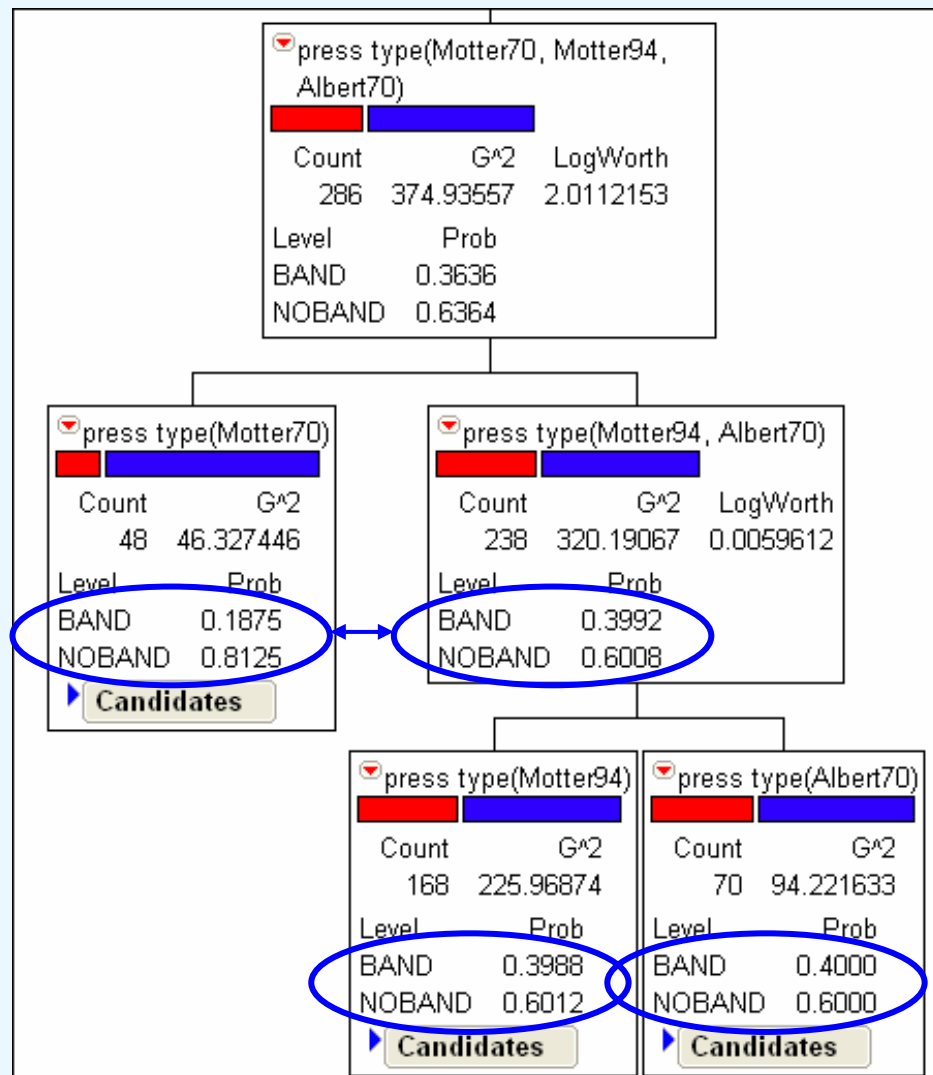 press type(Motter70, Motter94,
Albert70)
Count G^2 LogWorth
286 374.93557 2.0112153
Level Prob
BAND 0.3636
NOBAND 0.6364
press type(Motter70)
Count G^2
48 46.327446
Level Prob
BAND 0.1875
NOBAND 0.8125
Candidates
press type(Motter94, Albert70)
Count G^2 LogWorth
238 320.19067 0.0059612
Level Prob
BAND 0.3992
NOBAND 0.6008
press type(Motter94)
Count G^2
168 225.96874
Level Prob
BAND 0.3988
NOBAND 0.6012
Candidates
press type(Albert70)
Count G^2
70 94.221633
Level Prob
BAND 0.4000
NOBAND 0.6000
Candidates